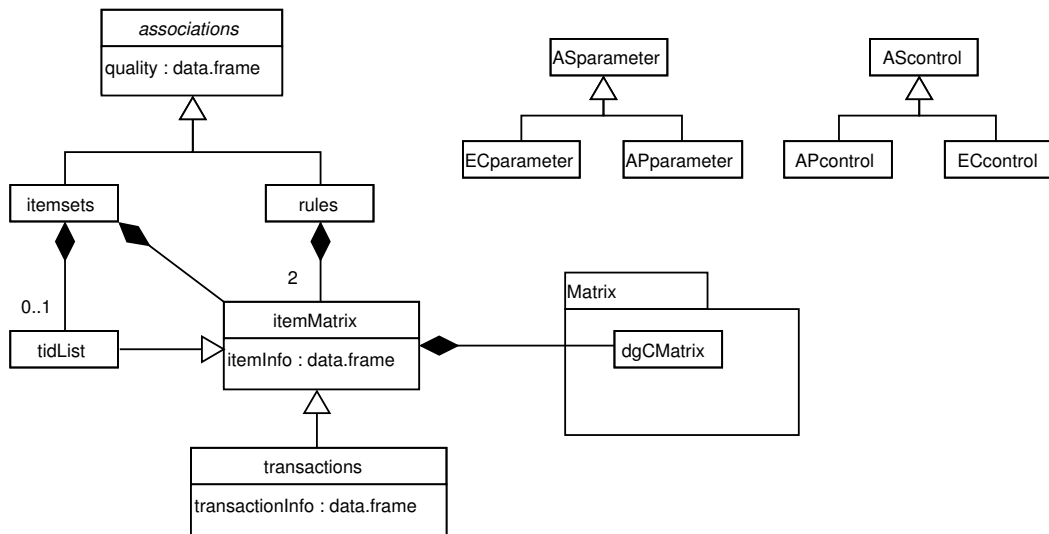 associations
quality : data.frame
ASparameter
AScontrol
ECparameter
APparameter
APcontrol
ECcontrol
itemsets
rules
0..1
2
Matrix
itemMatrix
itemInfo : data.frame
tidList
dgCMatrix
transactions
transactionInfo : data.frame